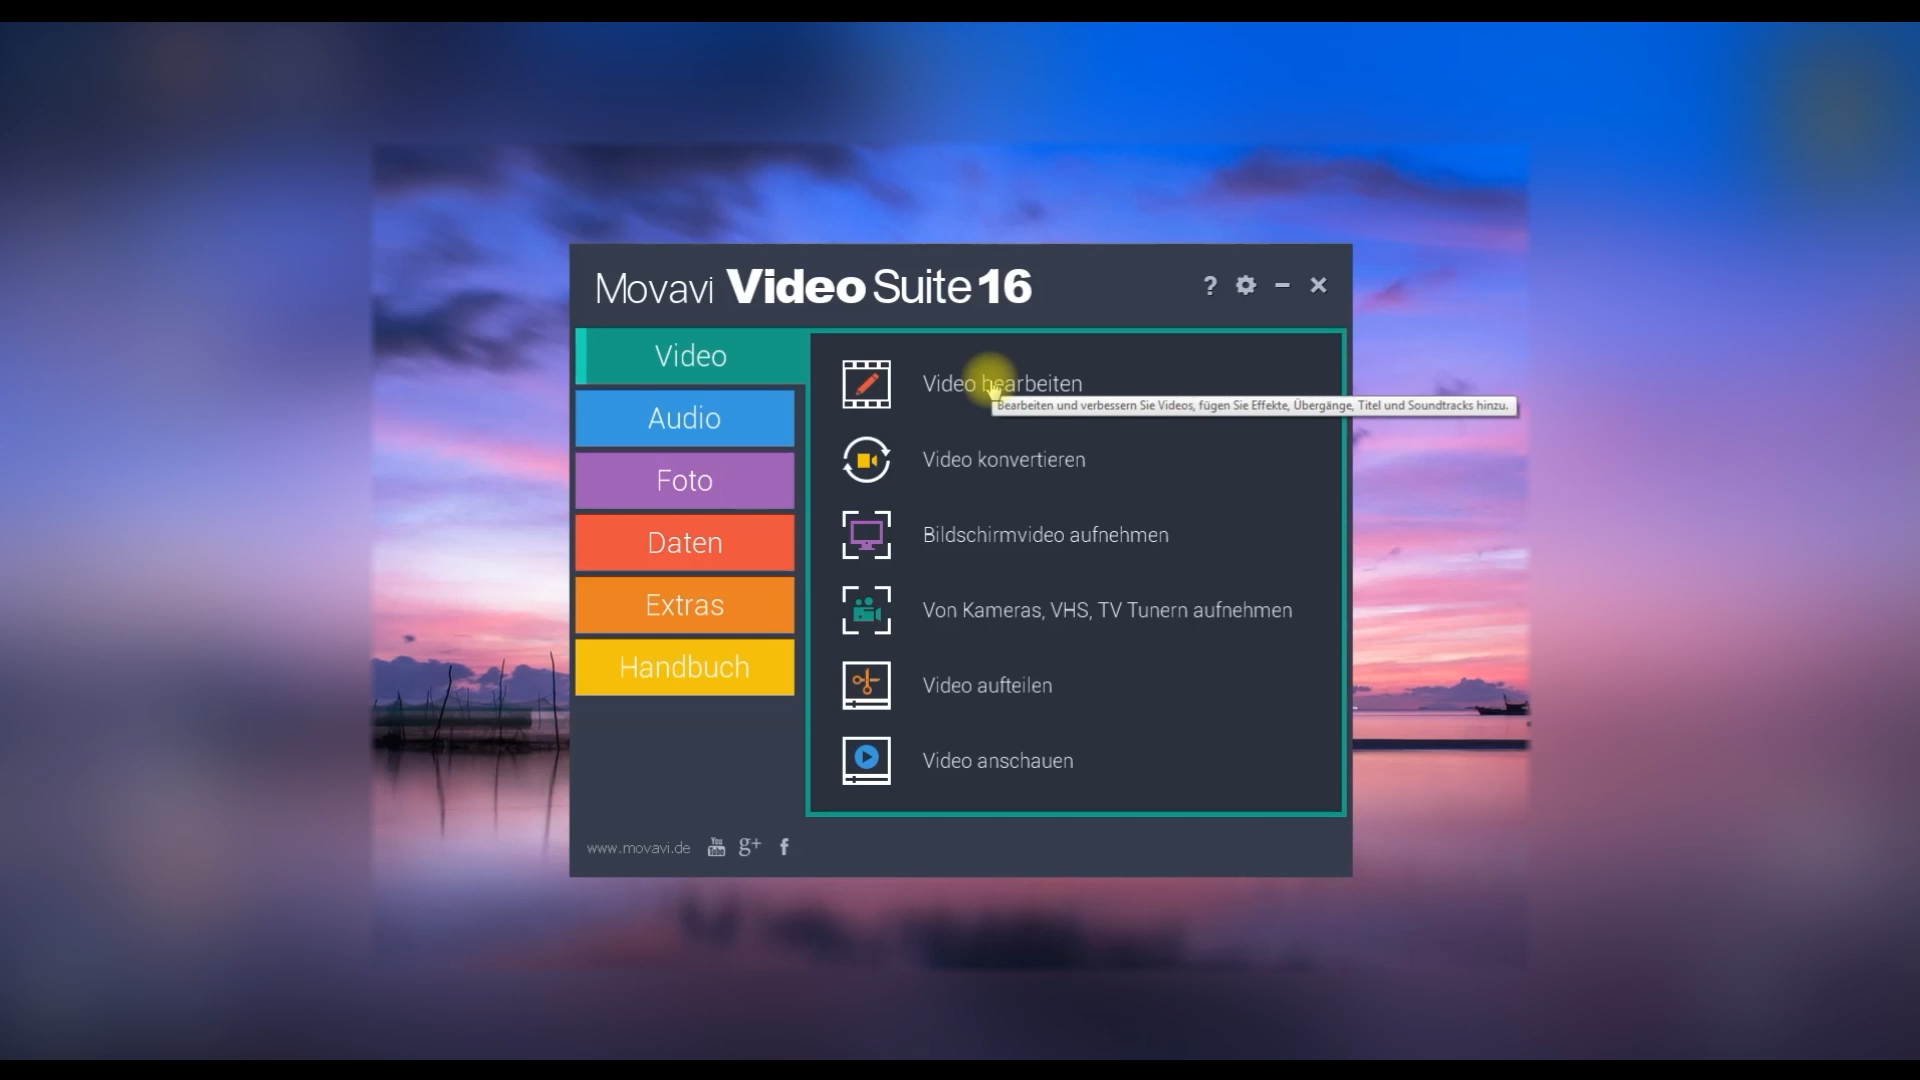 Movavi Video Suite 16
?
Video
Audio
Foto
Daten
Extras
Handbuch
Video bearbeiten
Bearbeiten und verbessern Sie Videos, fügen Sie Effekte, Übergänge, Titel und Soundtracks hinzu.
Video konvertieren
Bildschirmvideo aufnehmen
Von Kameras, VHS, TV Tunern aufnehmen
Video aufteilen
Video anschauen
www.movavi.de You Tube g+ f